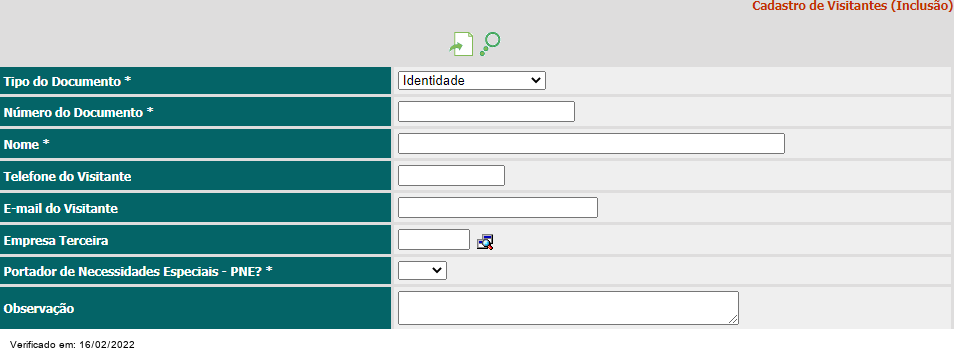 Cadastro de Visitantes (Inclusão)
Tipo do Documento *
Identidade
Número do Documento *
Nome *
Telefone do Visitante
E-mail do Visitante
Empresa Terceira
Portador de Necessidades Especiais - PNE? *
Observação
Verificado em: 16/02/2022